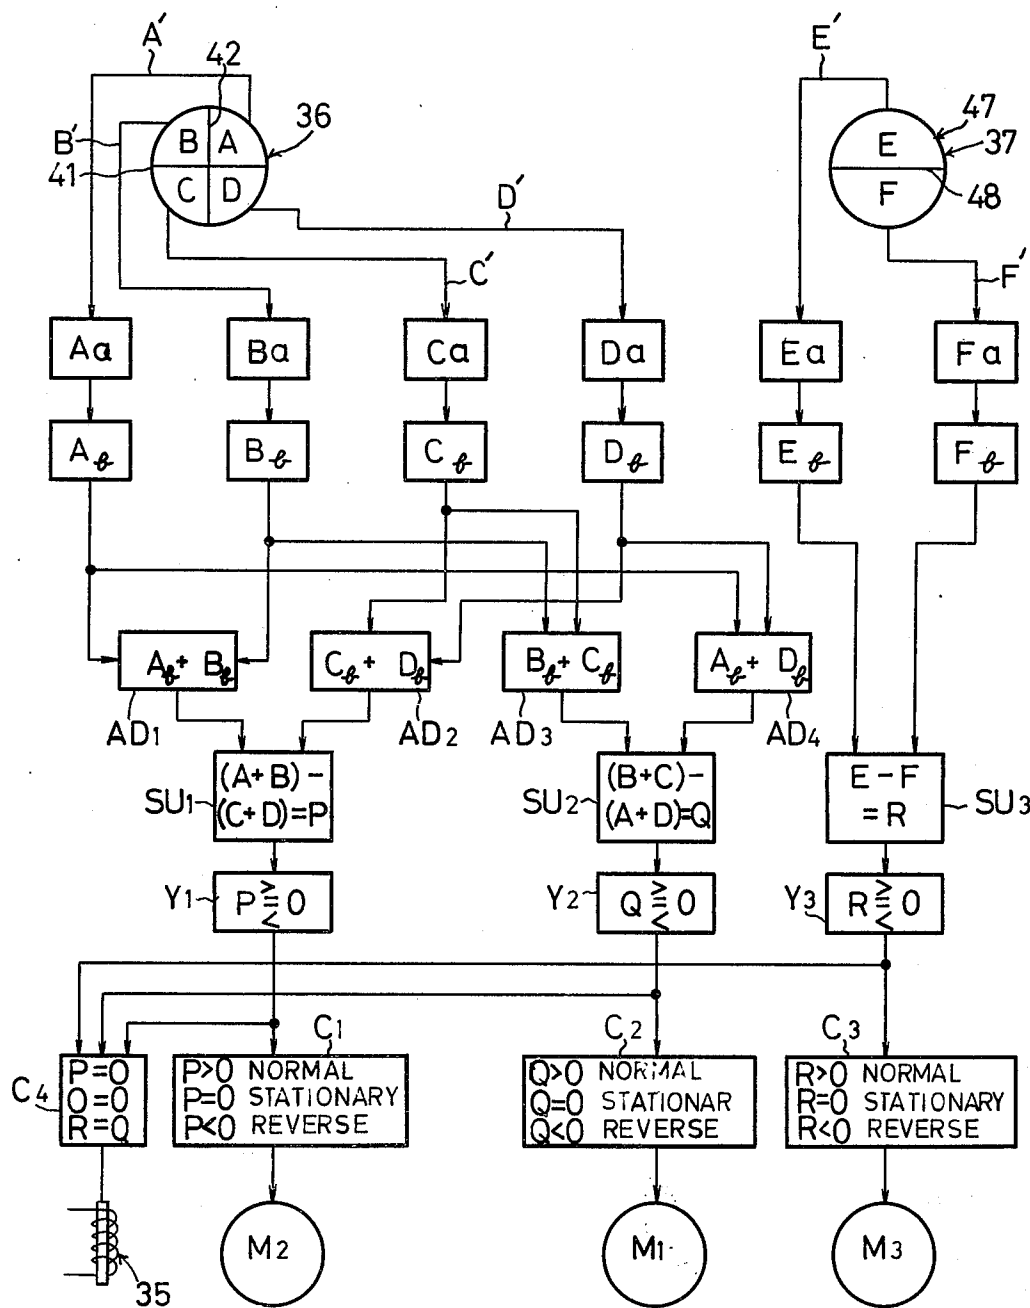 A′
42
E′
B A
36
B′
41
C D
E
47
37
F
48
D′
C′
F′
Aa
Ba
Ca
Da
Ea
Fa
Ab
Bb
Cb
Db
Eb
Fb
Ab + Bb
Cb + Db
Bb + Cb
Ab + Db
AD1
AD2
AD3
AD4
SU1
(A+B)-
(C+D)=P
SU2
(B+C)-
(A+D)=Q
E-F
=R
SU3
Y1
P ≧< 0
Y2
Q ≧< 0
Y3
R ≧< 0
C4
P=0
O=0
R=Q
C1
P>0 NORMAL
P=0 STATIONARY
P<0 REVERSE
C2
Q>0 NORMAL
Q=0 STATIONAR
Q<0 REVERSE
C3
R>0 NORMAL
R=0 STATIONARY
R<0 REVERSE
35
M2
M1
M3